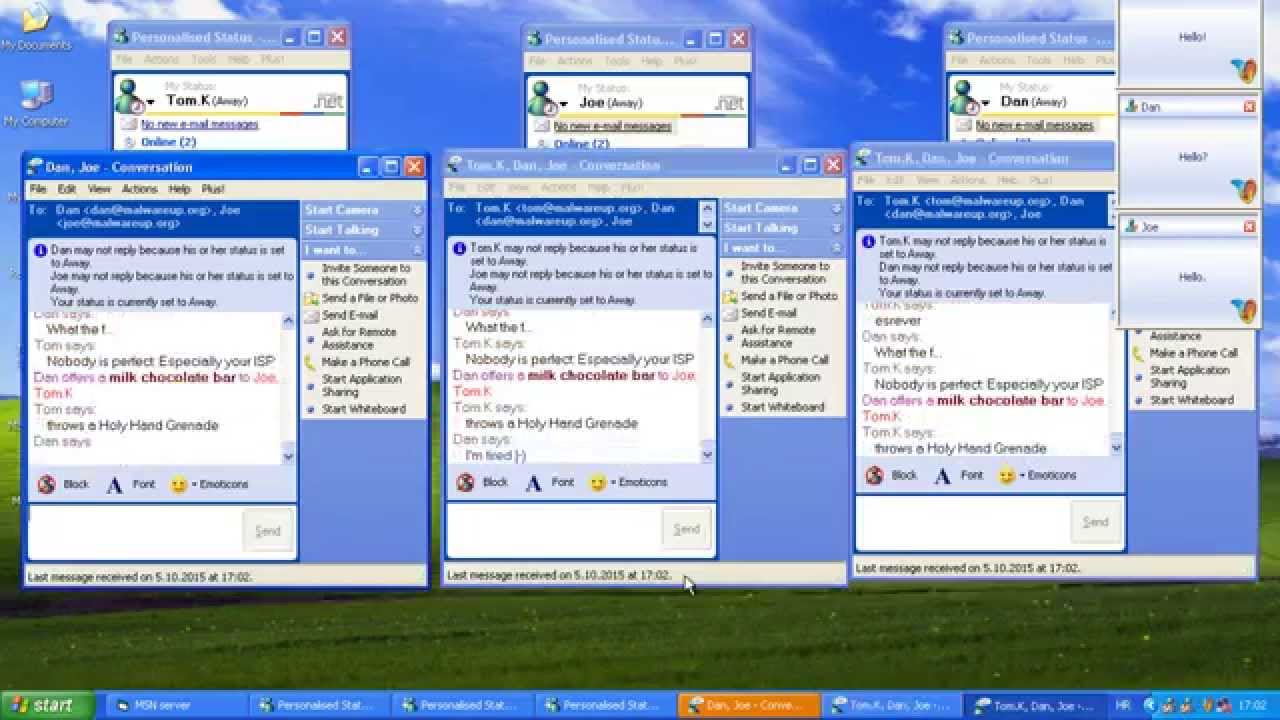 My Documents
My Computer
Personalised Status -...
File Actions Tools Help Plus!
My Status:
Tom.K (Away)
.net
No new e-mail messages
Online (2)
Personalised Statu...
File Actions Tools Help Plus!
My Status:
Joe (Away)
.net
No new e-mail messages
Online (2)
Personalised Status -...
File Actions Tools Help
My Status:
Dan (Away)
No new e-mail messages
Hello!
Dan
Hello?
Joe
Hello.
Dan, Joe - Conversation
File Edit View Actions Help Plus!
To: Dan <dan@malwareup.org>, Joe
<joe@malwareup.org>
Dan may not reply because his or her status is
set to Away.
Joe may not reply because his or her status is set to
Away.
Your status is currently set to Away.
Dan says:
What the f...
Tom says:
Nobody is perfect Especially your ISP
Dan offers a milk chocolate bar to Joe.
Tom.K
Tom says:
throws a Holy Hand Grenade
Dan says:
Block Font Emoticons
Send
Last message received on 5.10.2015 at 17:02.
Start Camera
Start Talking
I want to...
Invite Someone to
this Conversation
Send a File or Photo
Send E-mail
Ask for Remote
Assistance
Make a Phone Call
Start Application
Sharing
Start Whiteboard
Tom.K, Dan, Joe - Conversation
File Edit View Actions Help Plus!
To: Tom.K <tom@malwareup.org>, Dan
<dan@malwareup.org>, Joe
Tom.K may not reply because his or her status is
set to Away.
Joe may not reply because his or her status is set to
Away.
Your status is currently set to Away.
Dan says:
What the f...
Tom.K says:
Nobody is perfect Especially your ISP
Dan offers a milk chocolate bar to Joe.
Tom.K
Tom.K says:
throws a Holy Hand Grenade
Dan says:
I'm tired |-)
Block Font Emoticons
Send
Last message received on 5.10.2015 at 17:02.
Start Camera
Start Talking
I want to...
Invite Someone to
this Conversation
Send a File or Photo
Send E-mail
Ask for Remote
Assistance
Make a Phone Call
Start Application
Sharing
Start Whiteboard
Tom.K, Dan, Joe - Conversation
File Edit View Actions Help Plus!
To: Tom.K <tom@malwareup.org>, Dan
<dan@malwareup.org>, Joe
Tom.K may not reply because his or her status is
set to Away.
Dan may not reply because his or her status is set
Your status is currently set to Away.
Tom.K says:
esrever
Dan says:
What the f...
Tom.K says:
Nobody is perfect Especially your ISP
Dan offers a milk chocolate bar to Joe.
Tom.K
Tom.K says:
throws a Holy Hand Grenade
Block Font Emoticons
Send
Last message received on 5.10.2015 at 17:02.
Assistance
Make a Phone Call
Start Application
Sharing
Start Whiteboard
start
MSN server
Personalised Stat...
Personalised Stat...
Personalised Stat...
Dan, Joe - Conve...
Tom.K, Dan, Joe -...
Tom.K, Dan, Joe -...
HR
17:02